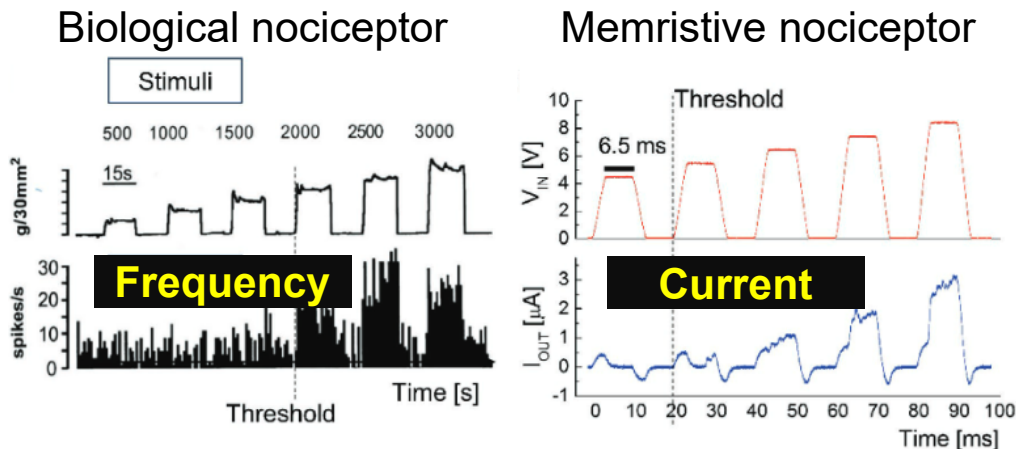 Biological nociceptor
Stimuli
500 1000 1500 2000 2500 3000
15s
g/30mm²
30
20
10
0
spikes/s
Frequency
Time [s]
Threshold
Memristive nociceptor
Threshold
6.5 ms
10
8
6
4
2
0
V_IN [V]
Current
3
2
1
0
-1
I_OUT [μA]
0 10 20 30 40 50 60 70 80 90 100
Time [ms]